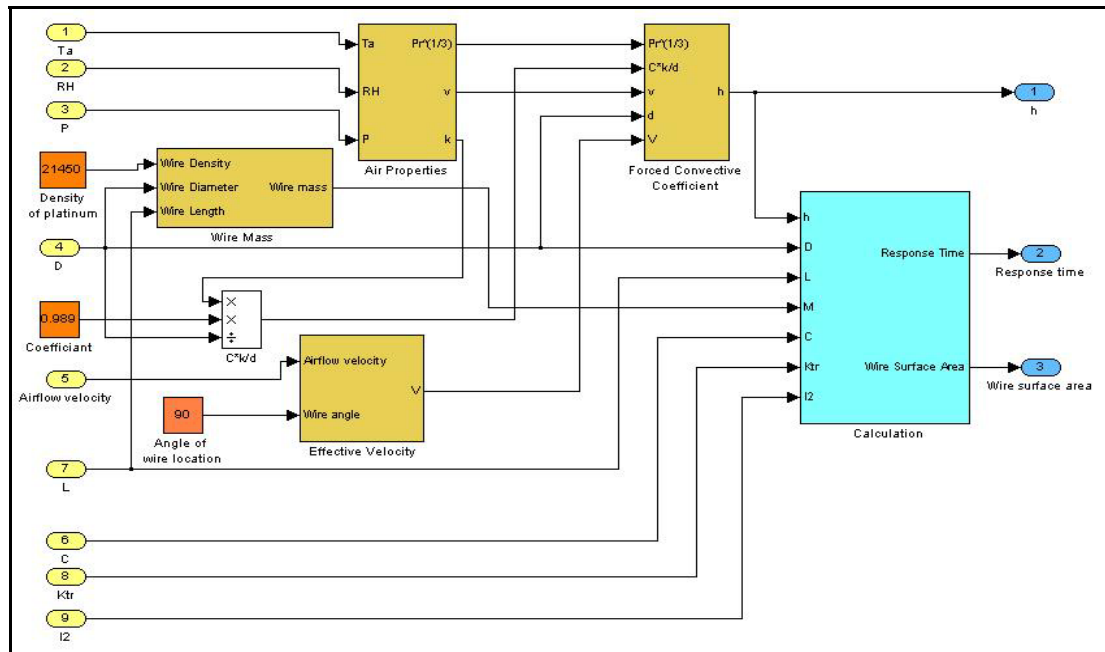 1
Ta
2
RH
3
P
Ta
RH
P
Pr^(1/3)
v
k
Air Properties
Pr^(1/3)
C*k/d
v
d
V
h
Forced Convective
Coefficient
1
h
21450
Density
of platinum
Wire Density
Wire Diameter
Wire Length
Wire mass
Wire Mass
4
D
0.989
Coefficiant
×
×
÷
C*k/d
5
Airflow velocity
90
Angle of
wire location
Airflow velocity
Wire angle
V
Effective Velocity
h
D
L
M
C
Ktr
I2
Response Time
Wire Surface Area
Calculation
2
Response time
3
Wire surface area
7
L
6
C
8
Ktr
9
I2